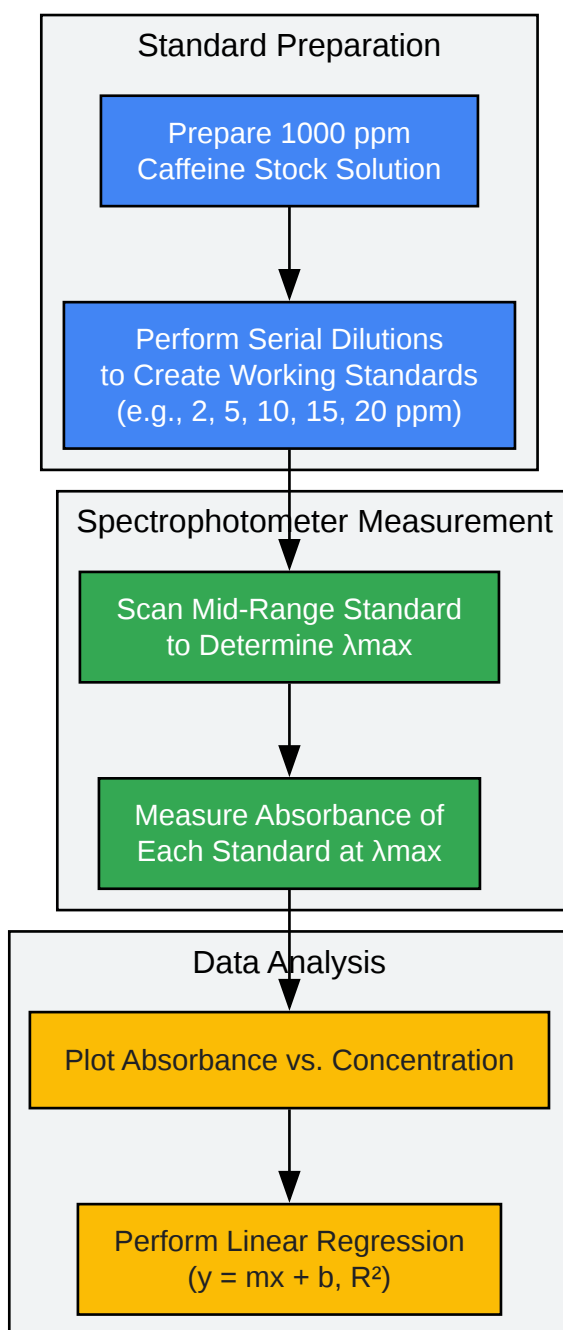 Standard Preparation
Prepare 1000 ppm
Caffeine Stock Solution
Perform Serial Dilutions
to Create Working Standards
(e.g., 2, 5, 10, 15, 20 ppm)
Spectrophotometer Measurement
Scan Mid-Range Standard
to Determine λmax
Measure Absorbance of
Each Standard at λmax
Data Analysis
Plot Absorbance vs. Concentration
Perform Linear Regression
(y = mx + b, R²)